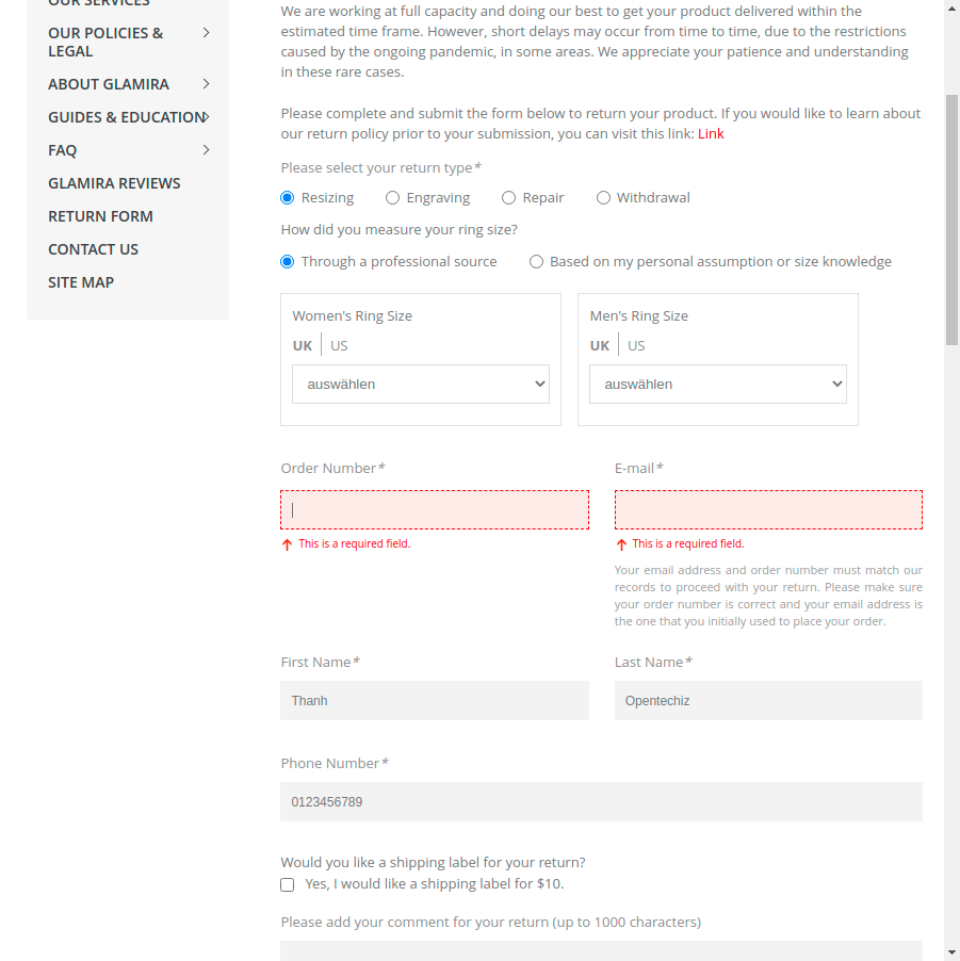 OUR SERVICES
OUR POLICIES &
LEGAL
ABOUT GLAMIRA
GUIDES & EDUCATION
FAQ
GLAMIRA REVIEWS
RETURN FORM
CONTACT US
SITE MAP
We are working at full capacity and doing our best to get your product delivered within the
estimated time frame. However, short delays may occur from time to time, due to the restrictions
caused by the ongoing pandemic, in some areas. We appreciate your patience and understanding
in these rare cases.
Please complete and submit the form below to return your product. If you would like to learn about
our return policy prior to your submission, you can visit this link: Link
Please select your return type*
Resizing Engraving Repair Withdrawal
How did you measure your ring size?
Through a professional source Based on my personal assumption or size knowledge
Women's Ring Size
UK US
auswählen
Men's Ring Size
UK US
auswählen
Order Number*
This is a required field.
E-mail*
This is a required field.
Your email address and order number must match our
records to proceed with your return. Please make sure
your order number is correct and your email address is
the one that you initially used to place your order.
First Name*
Thanh
Last Name*
Opentechiz
Phone Number*
0123456789
Would you like a shipping label for your return?
Yes, I would like a shipping label for $10.
Please add your comment for your return (up to 1000 characters)